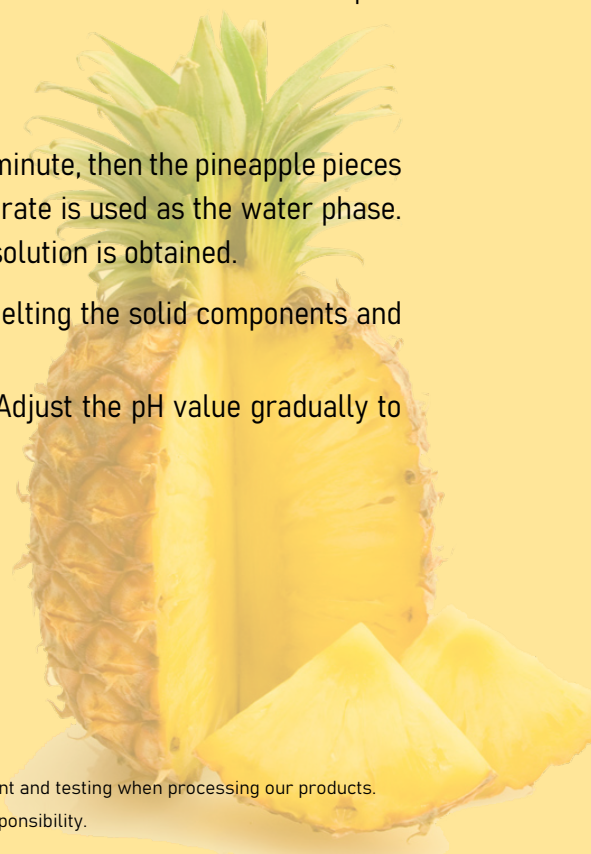 minute, then the pineapple pieces
rate is used as the water phase.
solution is obtained.
elting the solid components and
Adjust the pH value gradually to
nt and testing when processing our products.
ponsibility.